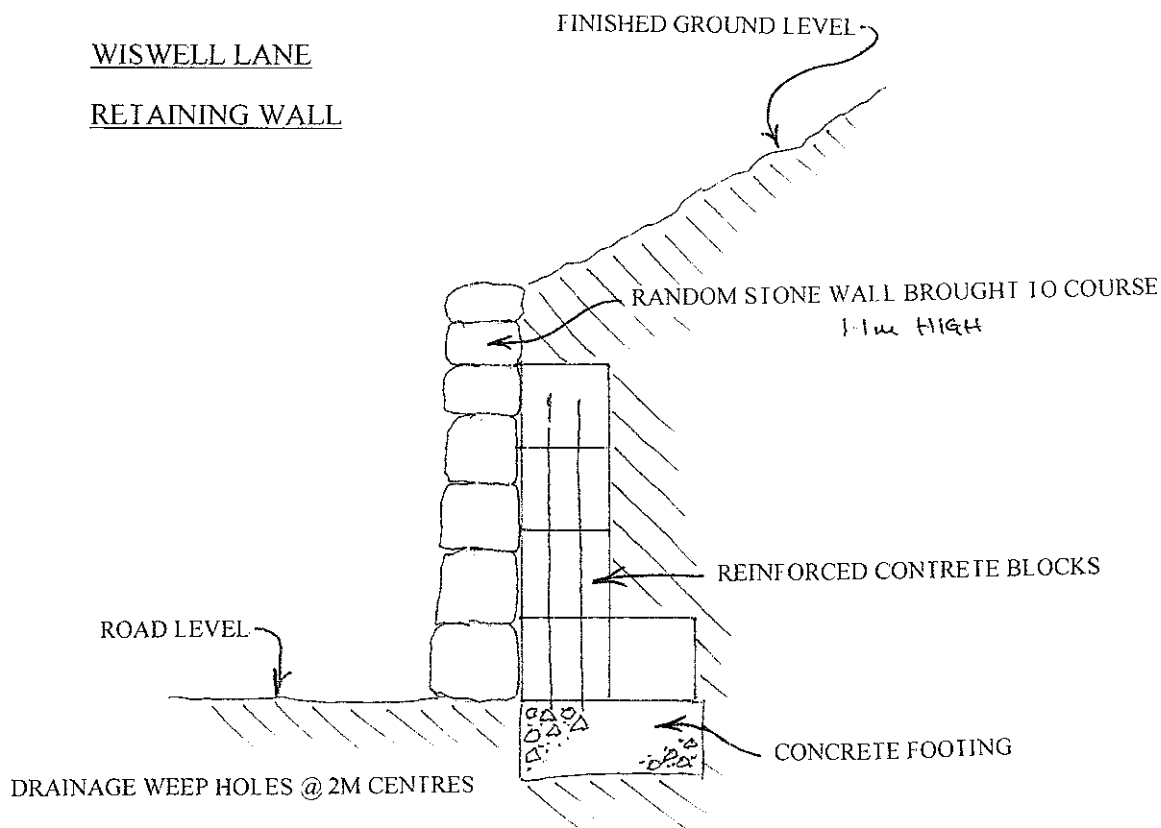 FINISHED GROUND LEVEL
WISWELL LANE
RETAINING WALL
RANDOM STONE WALL BROUGHT TO COURSE
1.1m HIGH
REINFORCED CONTRETE BLOCKS
ROAD LEVEL
CONCRETE FOOTING
DRAINAGE WEEP HOLES @ 2M CENTRES